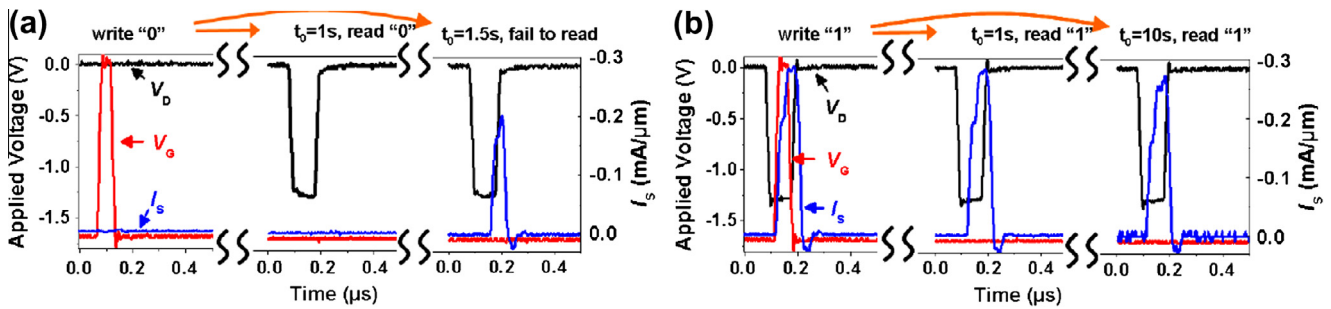 (a)
write “0”
t₀=1s, read “0”
t₀=1.5s, fail to read
Applied Voltage (V)
0.0
-0.5
-1.0
-1.5
V_D
V_G
I_S
0.0 0.2 0.4
0.0 0.2 0.4
0.0 0.2 0.4
Time (μs)
-0.3
-0.2
-0.1
0.0
I_s (mA/μm)
(b)
write “1”
t₀=1s, read “1”
t₀=10s, read “1”
Applied Voltage (V)
0.0
-0.5
-1.0
-1.5
V_D
V_G
I_S
0.0 0.2 0.4
0.0 0.2 0.4
0.0 0.2 0.4
Time (μs)
-0.3
-0.2
-0.1
0.0
I_s (mA/μm)